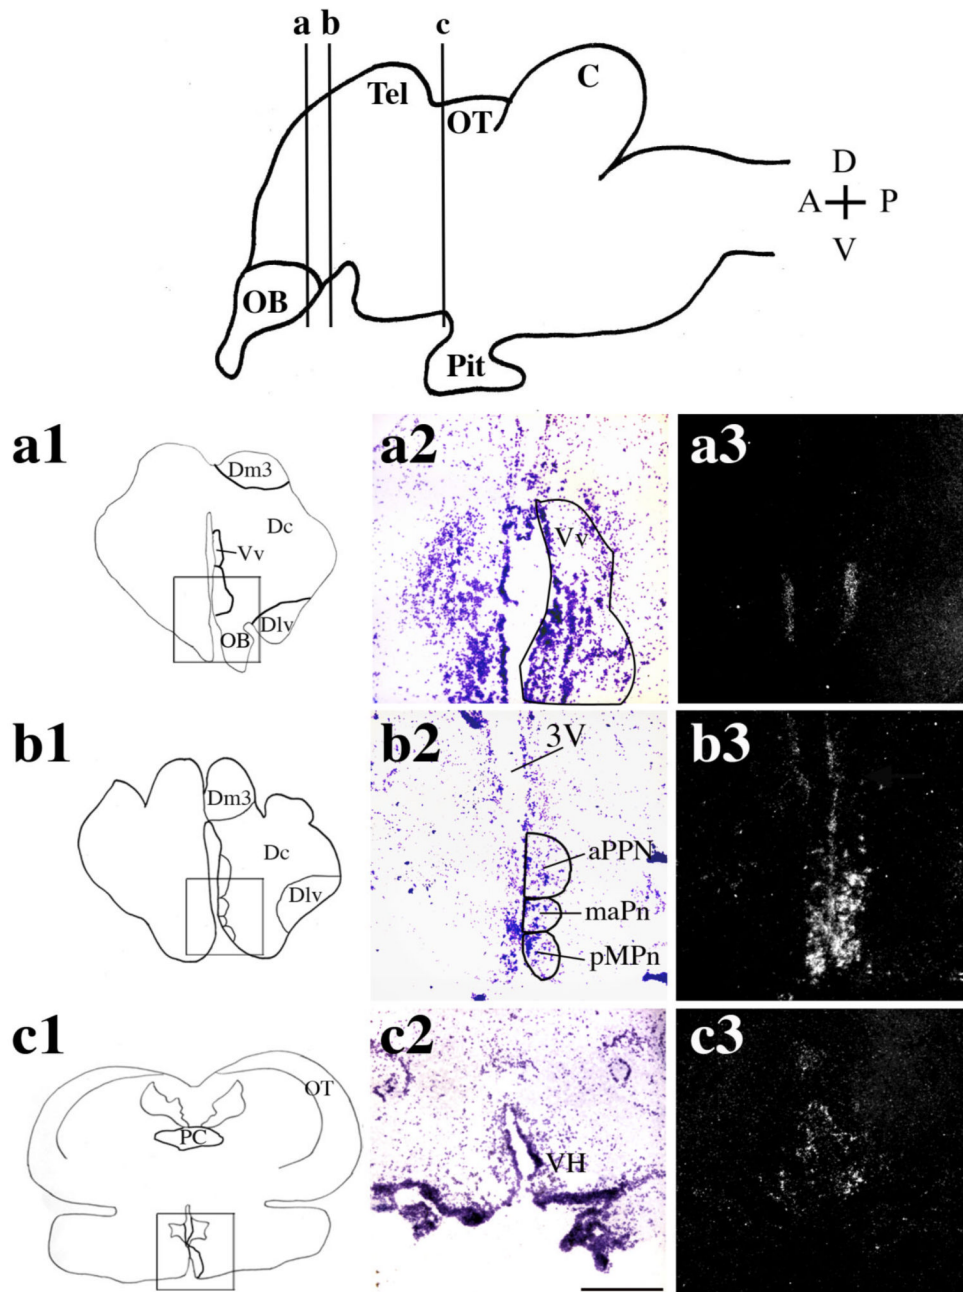 a b c
Tel
C
OT
D
A P
V
OB
Pit
a1
Dm3
Dc
Vv
OB
Dlv
a2
Vv
a3
b1
Dm3
Dc
Dlv
b2
3V
aPPN
maPn
pMPn
b3
c1
OT
PC
c2
VH
c3